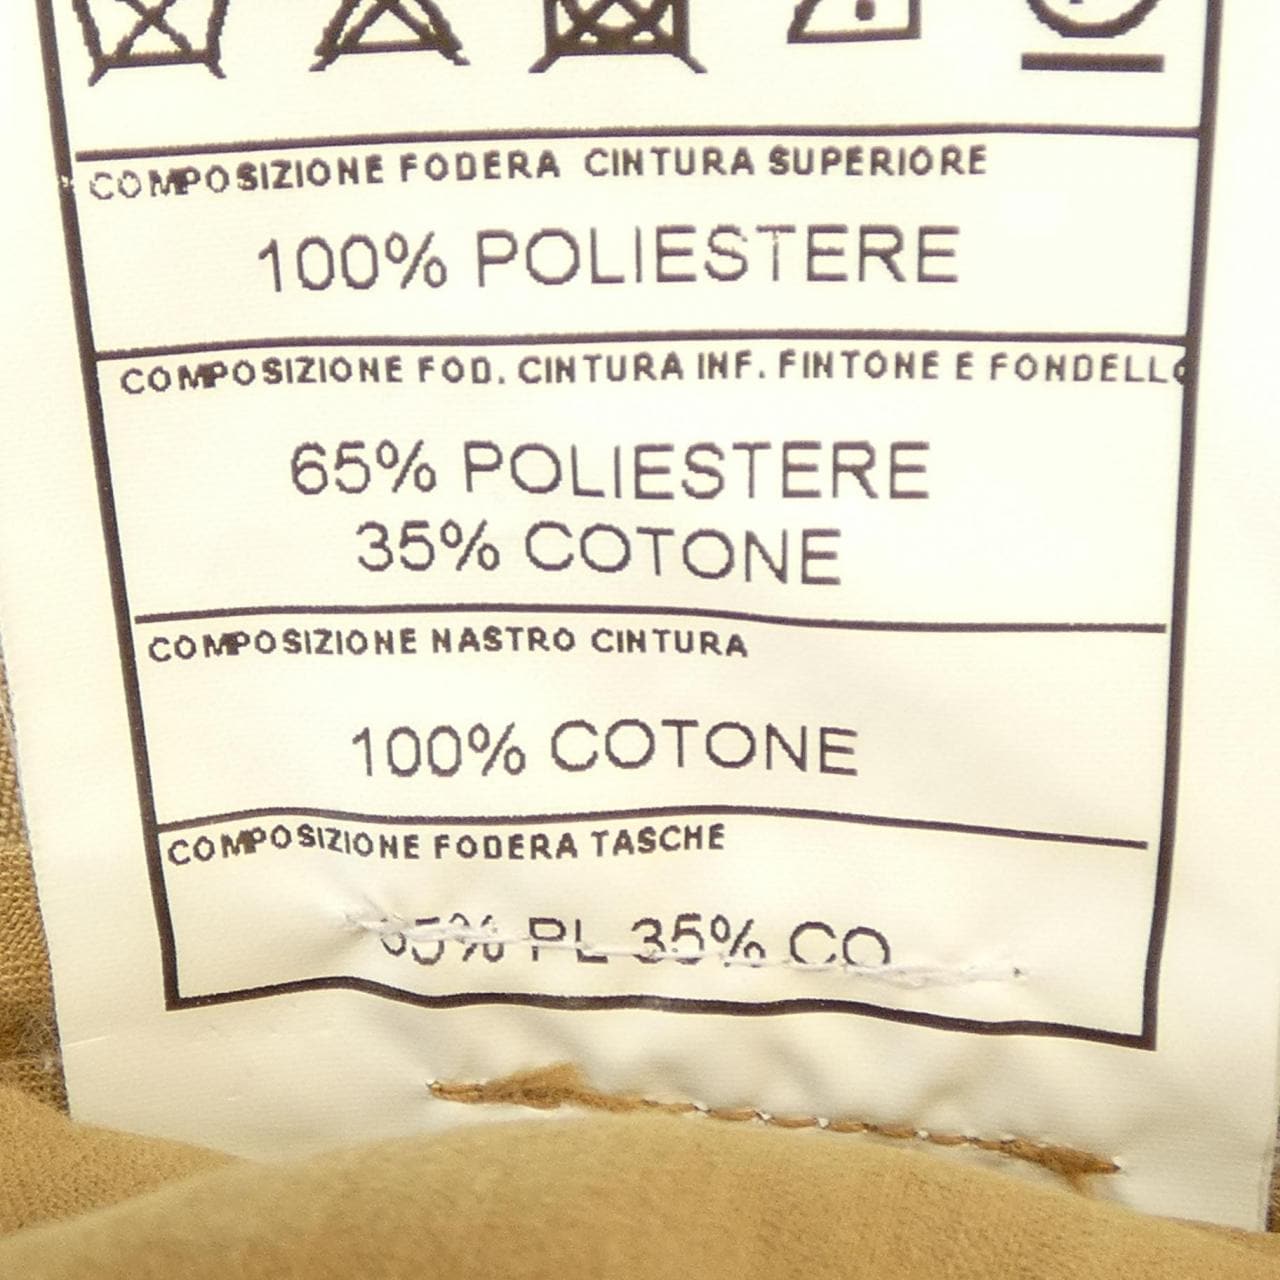 COMPOSIZIONE FODERA CINTURA SUPERIORE
100% POLIESTERE
COMPOSIZIONE FOD. CINTURA INF. FINTONE E FONDELLO
65% POLIESTERE
35% COTONE
COMPOSIZIONE NASTRO CINTURA
100% COTONE
COMPOSIZIONE FODERA TASCHE
65% PL 35% CO